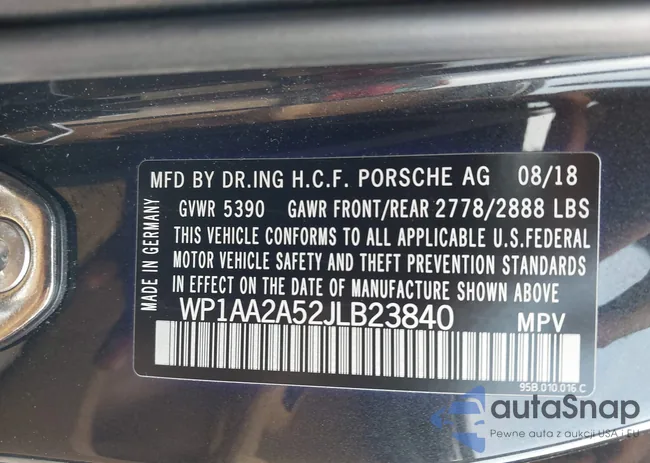 MFD BY DR.ING H.C.F. PORSCHE AG 08/18
GVWR 5390 GAWR FRONT/REAR 2778/2888 LBS
THIS VEHICLE CONFORMS TO ALL APPLICABLE U.S.FEDERAL
MOTOR VEHICLE SAFETY AND THEFT PREVENTION STANDARDS
IN EFFECT ON THE DATE OF MANUFACTURE SHOWN ABOVE
MADE IN GERMANY
WP1AA2A52JLB23840 MPV
95B.010.016 C
autaSnap
Pewne auta z aukcji USA i EU